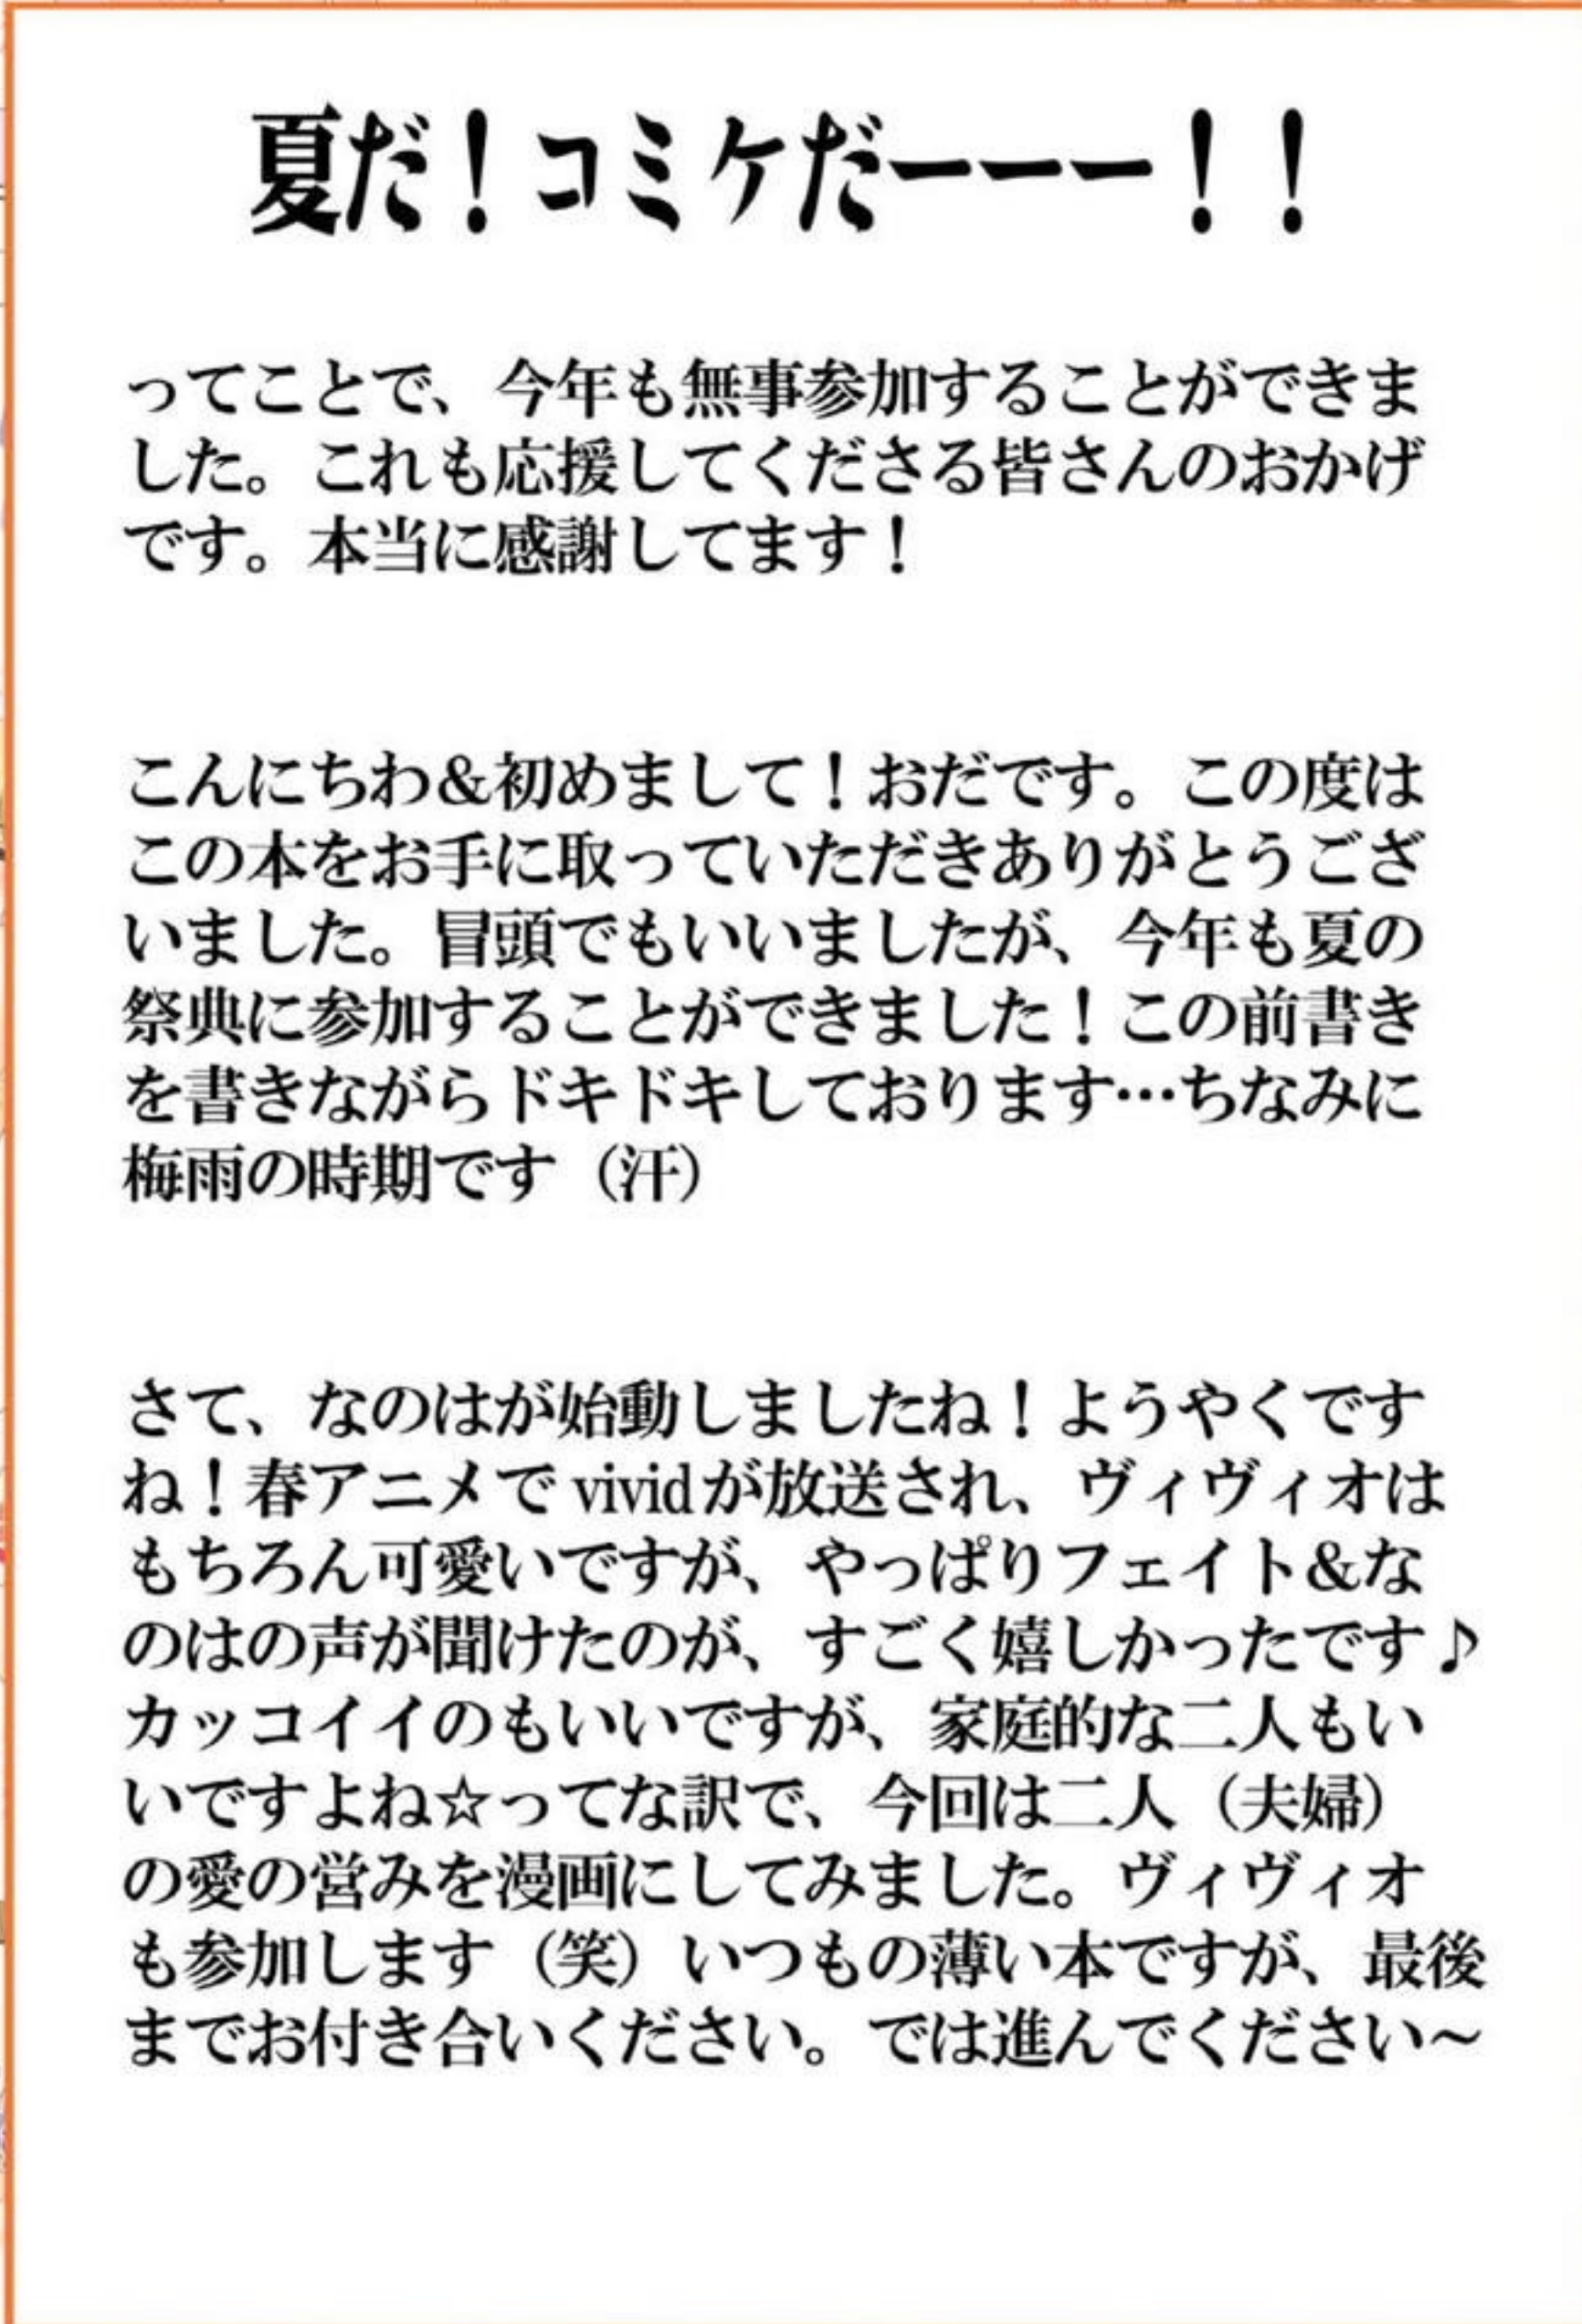 夏だ！コミケだーーー！！
ってことで、今年も無事参加することができま
した。これも応援してくださる皆さんのおかげ
です。本当に感謝してます！
こんにちわ＆初めまして！おだです。この度は
この本をお手に取っていただきありがとうござ
いました。冒頭でもいいましたが、今年も夏の
祭典に参加することができました！この前書き
を書きながらドキドキしております…ちなみに
梅雨の時期です（汗）
さて、なのはが始動しましたね！ようやくです
ね！春アニメでvividが放送され、ヴィヴィオは
もちろん可愛いですが、やっぱりフェイト＆な
のはの声が聞けたのが、すごく嬉しかったです♪
カッコイイのもいいですが、家庭的な二人もい
いですよね☆ってな訳で、今回は二人（夫婦）
の愛の営みを漫画にしてみました。ヴィヴィオ
も参加します（笑）いつもの薄い本ですが、最後
までお付き合いください。では進んでください～